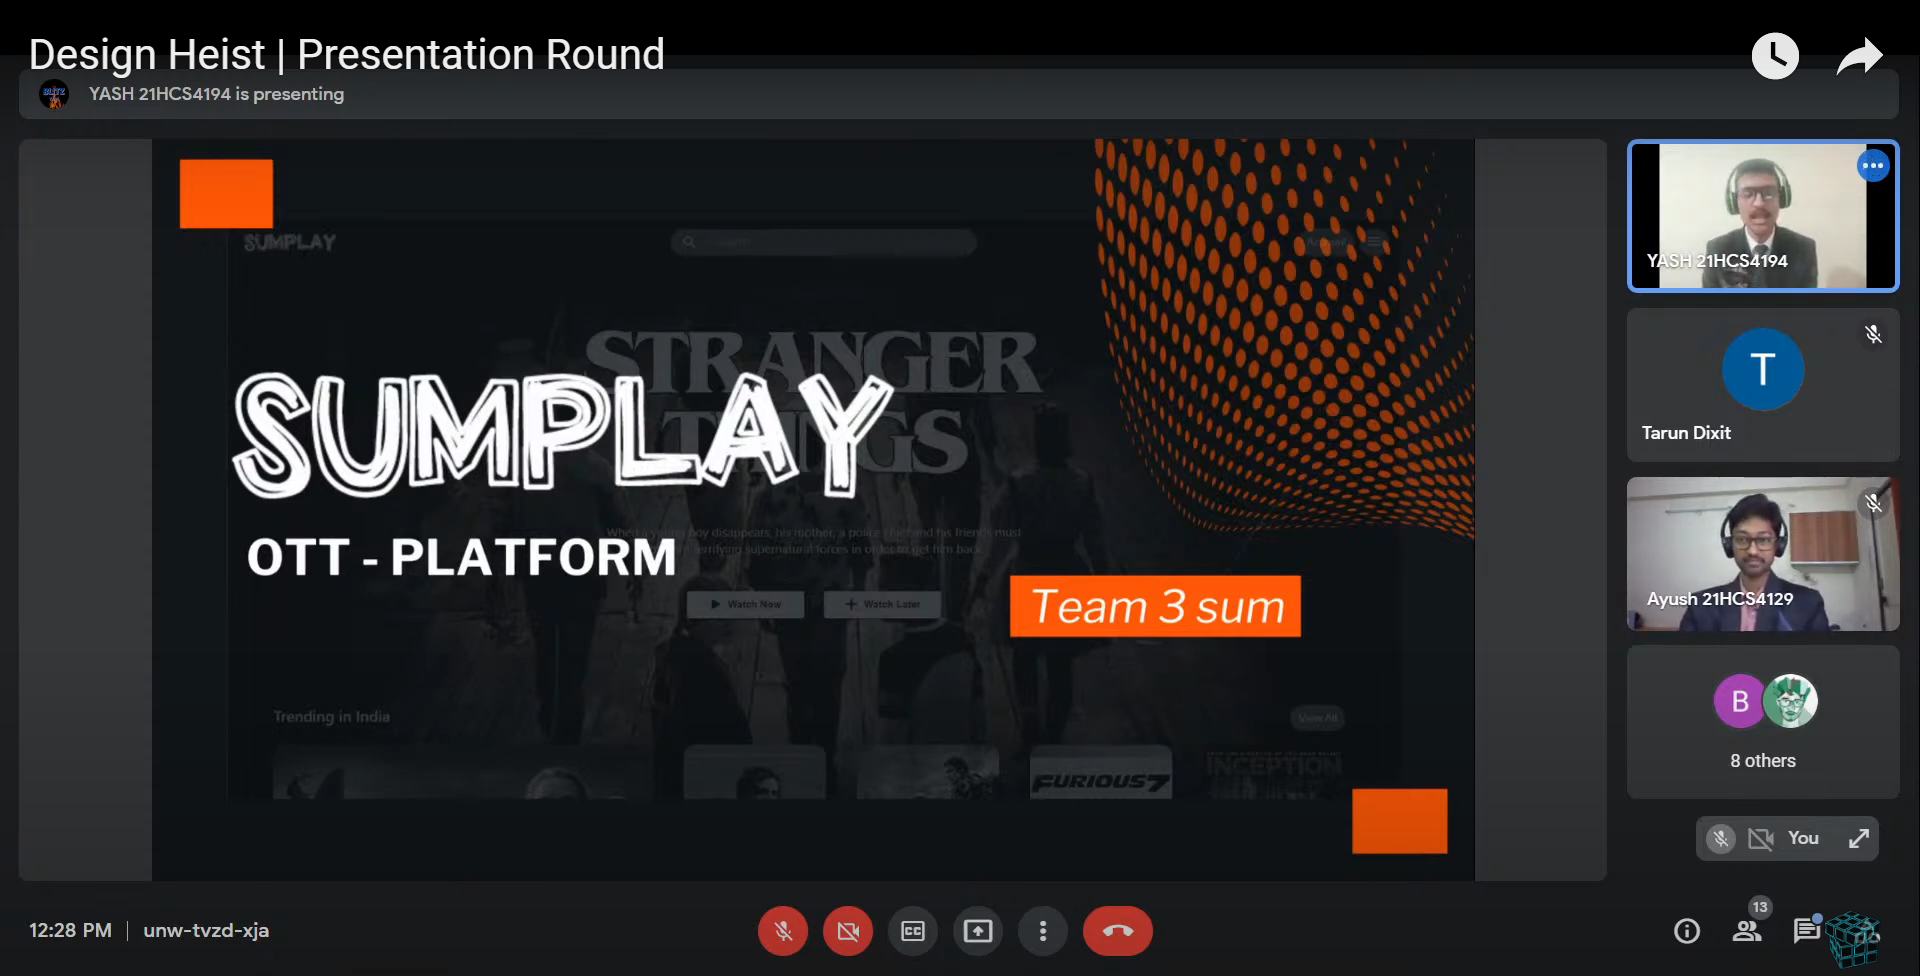 Design Heist | Presentation Round
BLITZ
YASH 21HCS4194 is presenting
SUMPLAY
STRANGER
THINGS
SUMPLAY
OTT - PLATFORM
When a young boy disappears, his mother, a police chief and his friends must
terrifying supernatural forces in order to get him back.
Watch Now
Watch Later
Team 3 sum
Trending in India
View All
FURIOUS 7
INCEPTION
YASH 21HCS4194
T
Tarun Dixit
Ayush 21HCS4129
B
8 others
You
12:28 PM | unw-tvzd-xja
CC
13